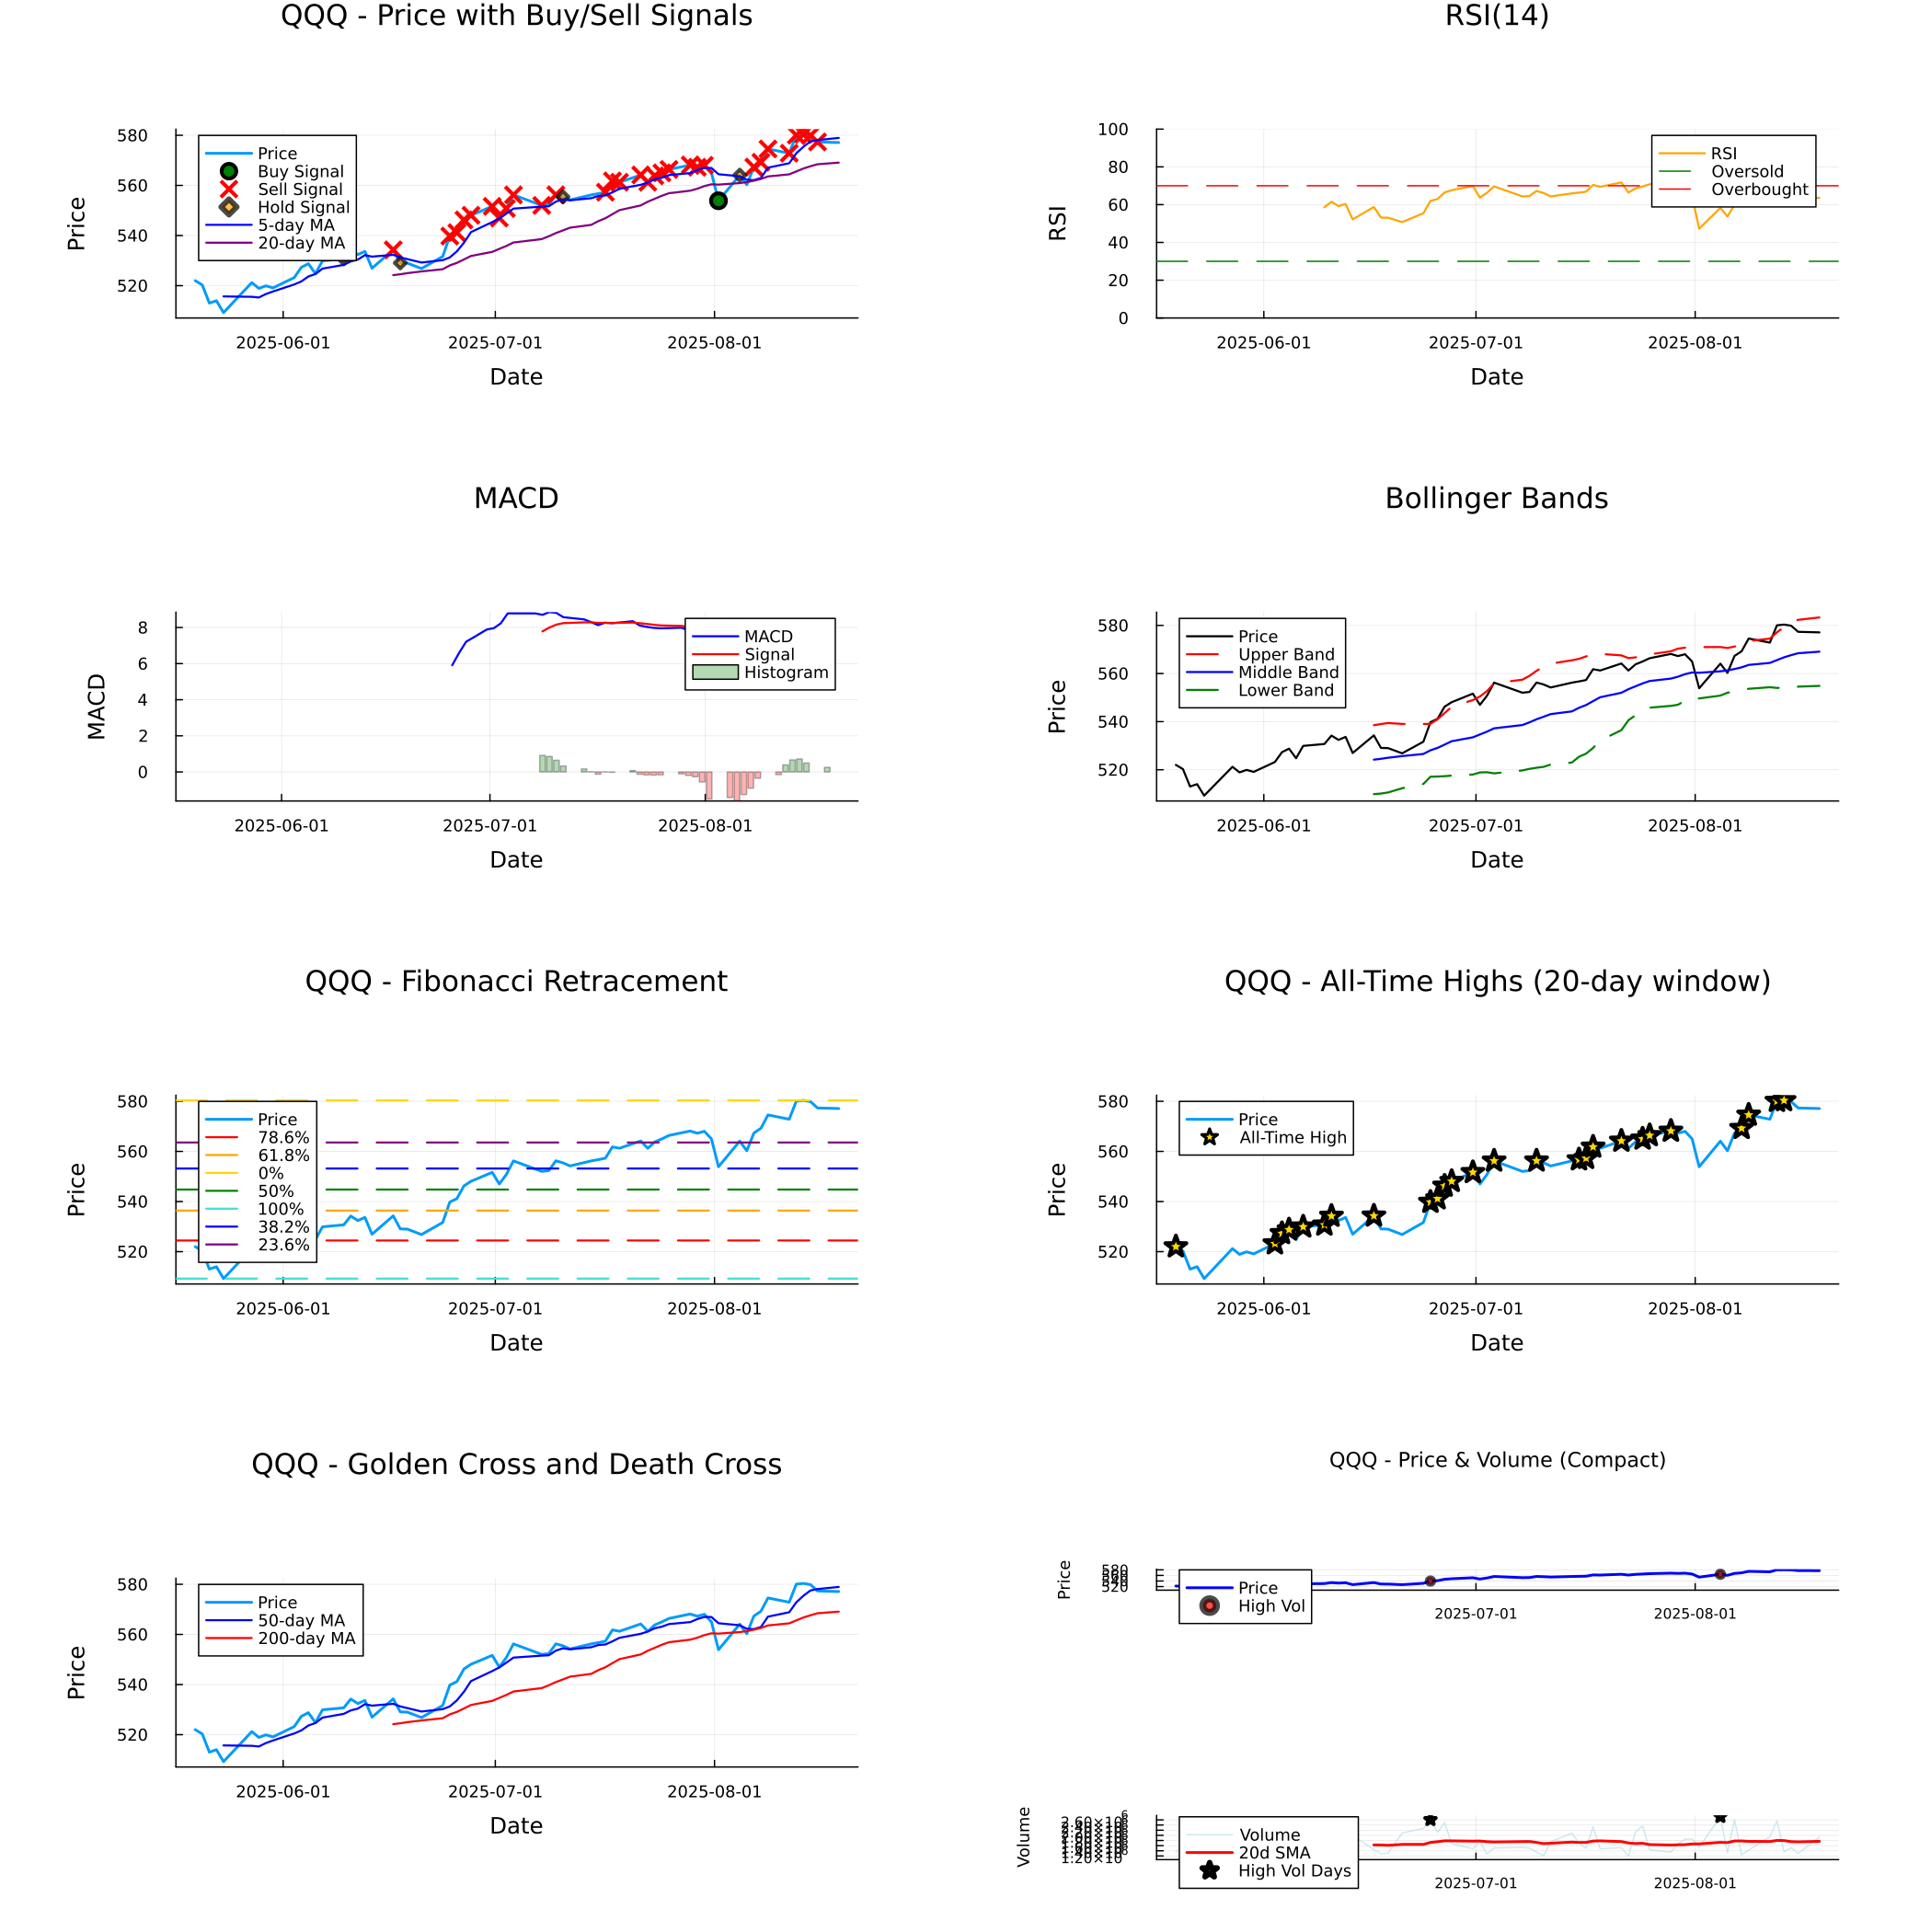 QQQ - Price with Buy/Sell Signals
Price
580
560
540
520
Price
Buy Signal
Sell Signal
Hold Signal
5-day MA
20-day MA
2025-06-01
2025-07-01
2025-08-01
Date
RSI(14)
RSI
100
80
60
40
20
0
RSI
Oversold
Overbought
2025-06-01
2025-07-01
2025-08-01
Date
MACD
MACD
8
6
4
2
0
MACD
Signal
Histogram
2025-06-01
2025-07-01
2025-08-01
Date
Bollinger Bands
Price
580
560
540
520
Price
Upper Band
Middle Band
Lower Band
2025-06-01
2025-07-01
2025-08-01
Date
QQQ - Fibonacci Retracement
Price
580
560
540
520
Price
78.6%
61.8%
0%
50%
100%
38.2%
23.6%
2025-06-01
2025-07-01
2025-08-01
Date
QQQ - All-Time Highs (20-day window)
Price
580
560
540
520
Price
All-Time High
2025-06-01
2025-07-01
2025-08-01
Date
QQQ - Golden Cross and Death Cross
Price
580
560
540
520
Price
50-day MA
200-day MA
2025-06-01
2025-07-01
2025-08-01
Date
QQQ - Price & Volume (Compact)
Price
580
520
Price
High Vol
2025-07-01
2025-08-01
Volume
Volume
20d SMA
High Vol Days
2025-07-01
2025-08-01